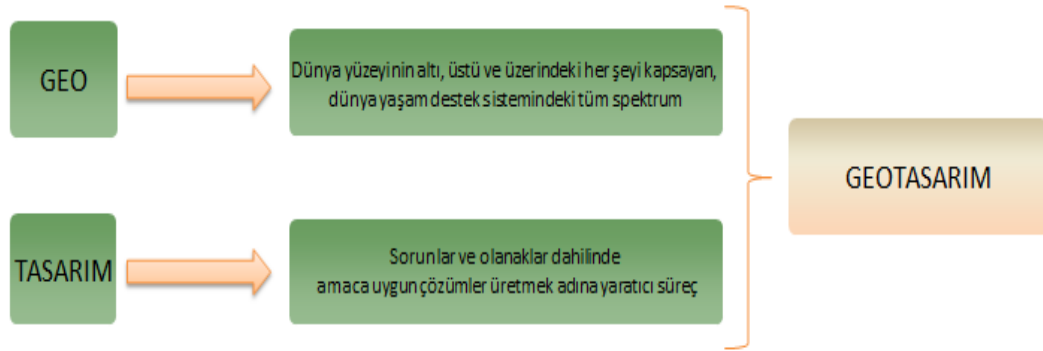 GEO
Dünya yüzeyinin altı, üstü ve üzerindeki her şeyi kapsayan,
dünya yaşam destek sistemindeki tüm spektrum
GEOTASARIM
TASARIM
Sorunlar ve olanaklar dahilinde
amaca uygun çözümler üretmek adına yaratıcı süreç